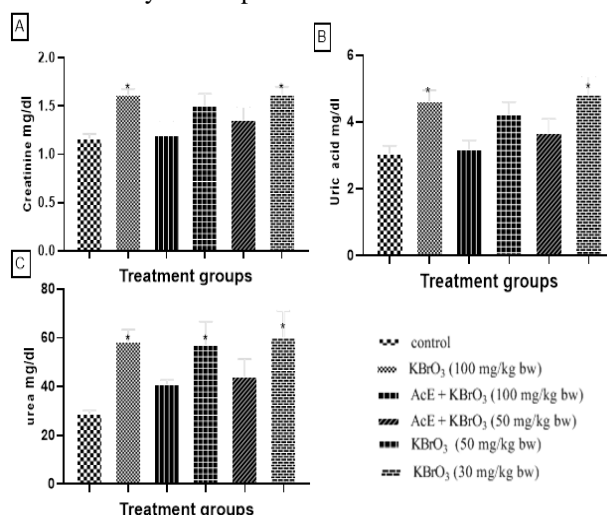 A
Creatinine mg/dl
2.0
1.5
1.0
0.5
0.0
*
*
Treatment groups
B
Uric acid mg/dl
6
4
2
0
*
*
Treatment groups
C
urea mg/dl
80
60
40
20
0
*
*
*
Treatment groups
control
KBrO₃ (100 mg/kg bw)
AcE + KBrO₃ (100 mg/kg bw)
AcE + KBrO₃ (50 mg/kg bw)
KBrO₃ (50 mg/kg bw)
KBrO₃ (30 mg/kg bw)